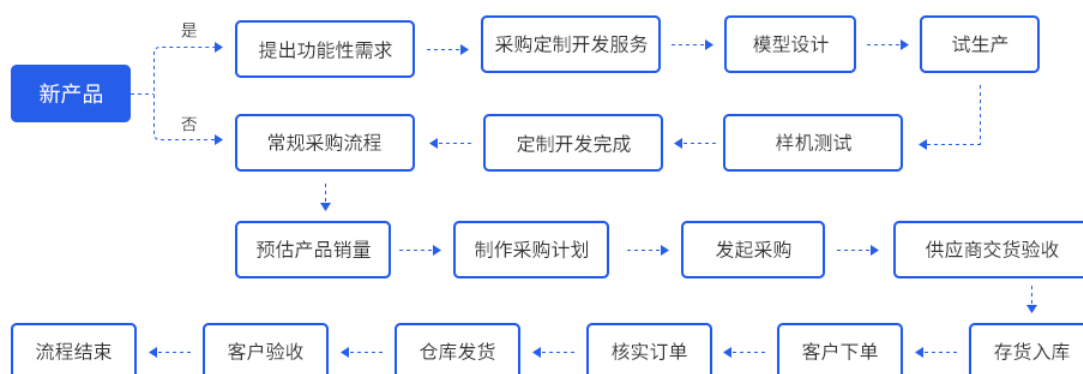 是
提出功能性需求
采购定制开发服务
模型设计
试生产
新产品
否
常规采购流程
定制开发完成
样机测试
预估产品销量
制作采购计划
发起采购
供应商交货验收
流程结束
客户验收
仓库发货
核实订单
客户下单
存货入库